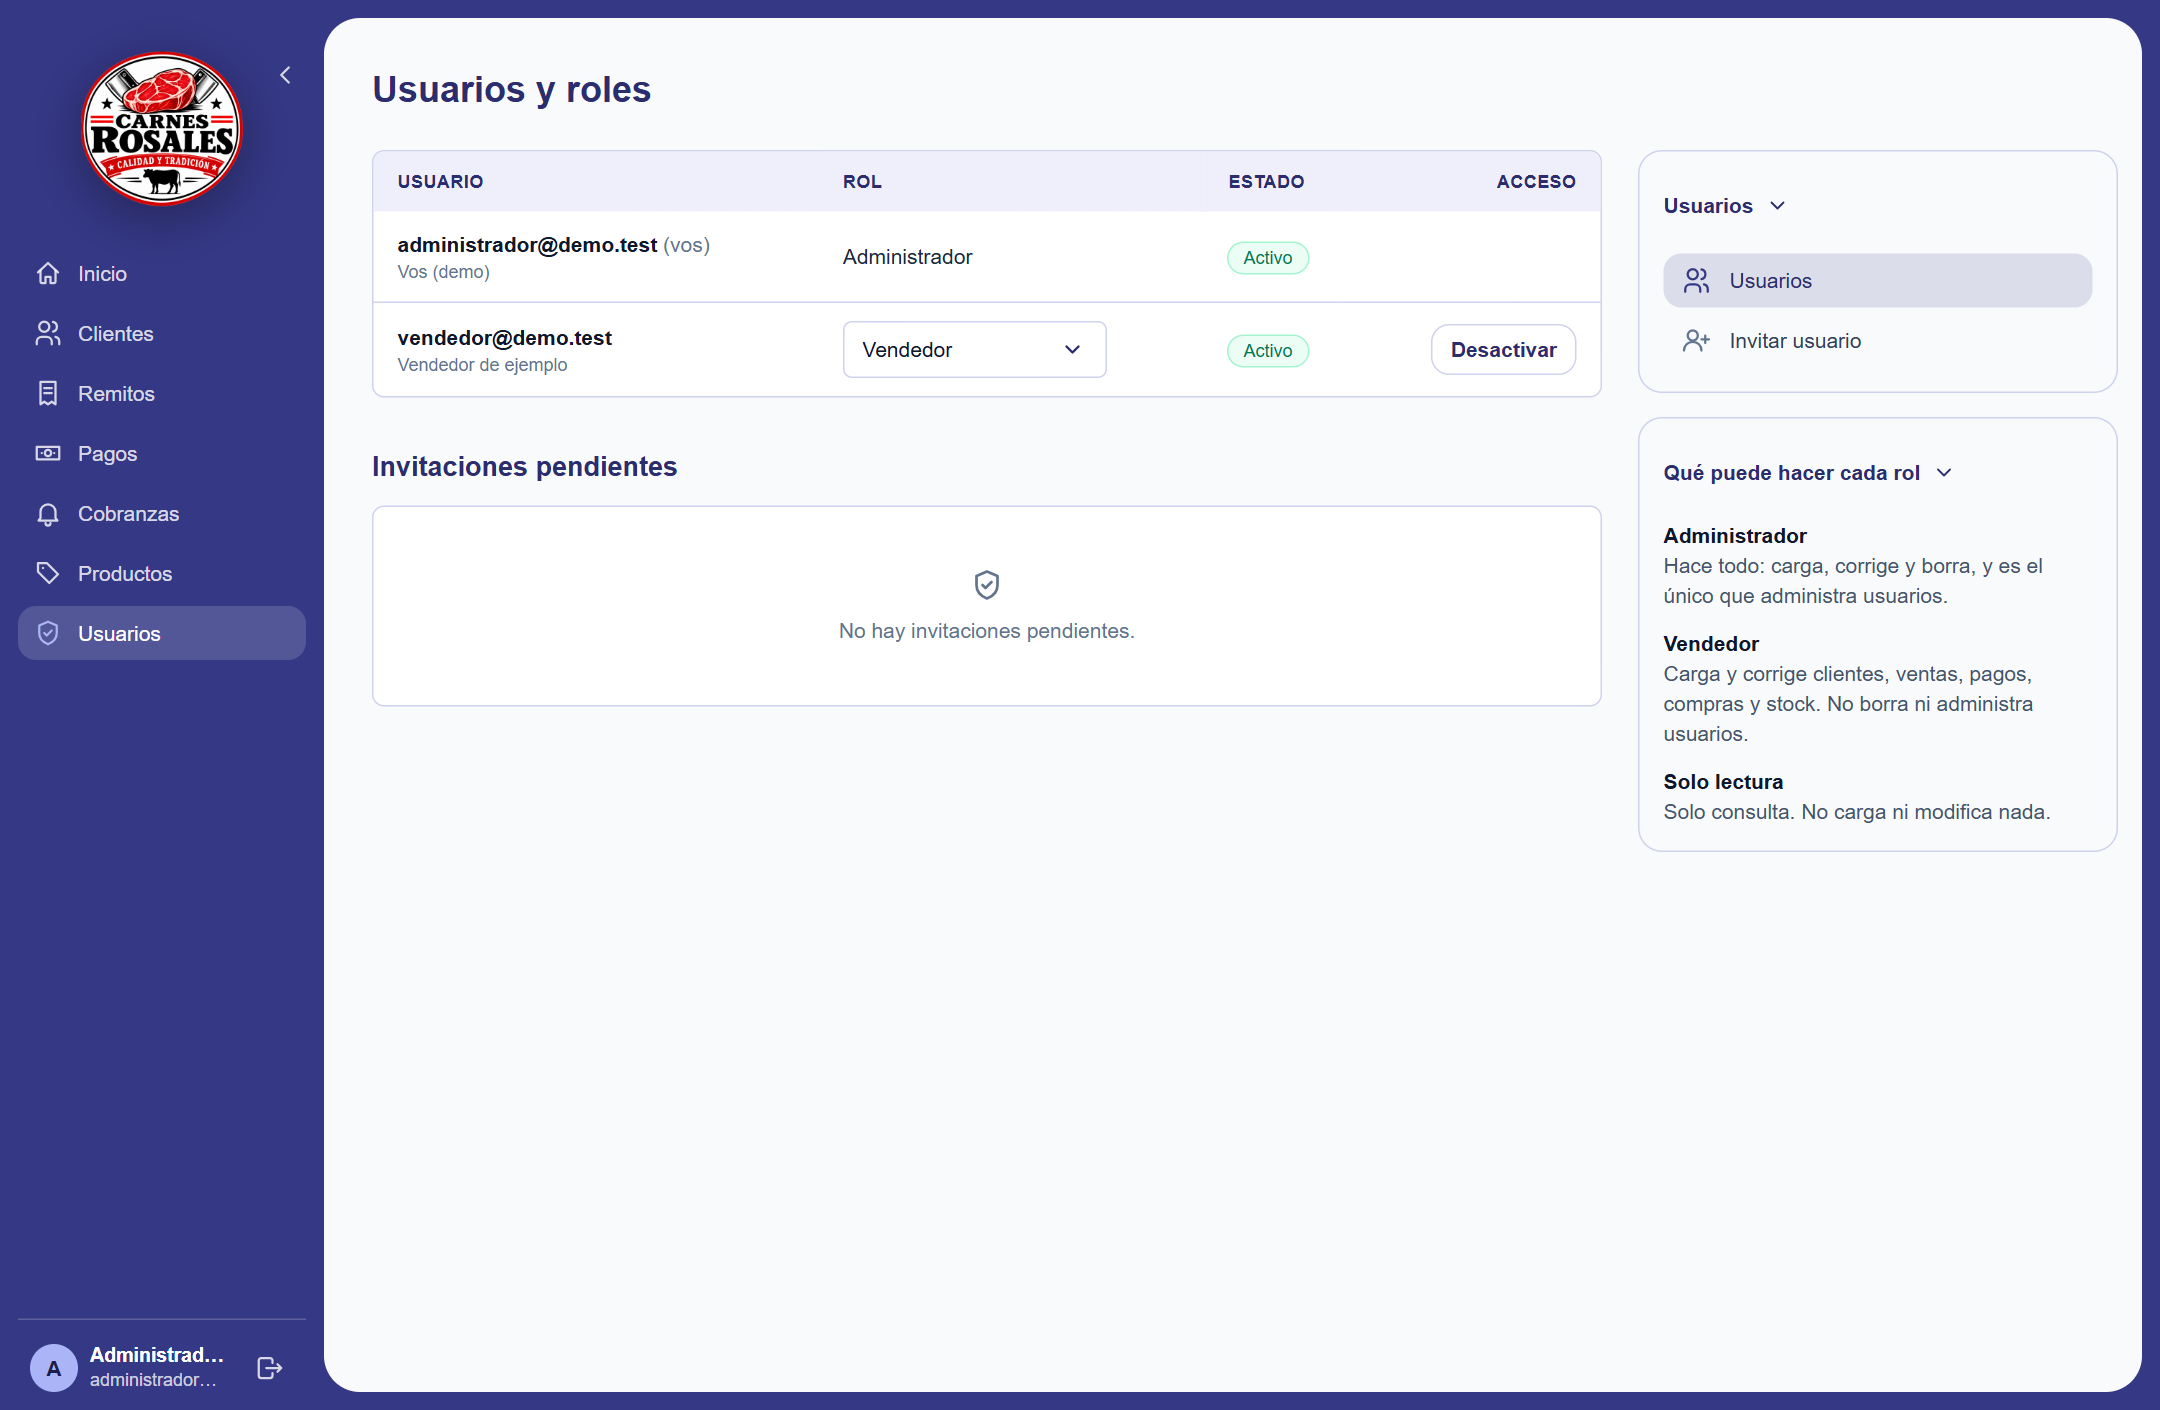 CARNES
ROSALES
CALIDAD Y TRADICIÓN
Inicio
Clientes
Remitos
Pagos
Cobranzas
Productos
Usuarios
A
Administrad...
administrador...
Usuarios y roles
USUARIO ROL ESTADO ACCESO
administrador@demo.test (vos) Administrador Activo
Vos (demo)
vendedor@demo.test Vendedor Activo Desactivar
Vendedor de ejemplo
Invitaciones pendientes
No hay invitaciones pendientes.
Usuarios
Usuarios
Invitar usuario
Qué puede hacer cada rol
Administrador
Hace todo: carga, corrige y borra, y es el
único que administra usuarios.
Vendedor
Carga y corrige clientes, ventas, pagos,
compras y stock. No borra ni administra
usuarios.
Solo lectura
Solo consulta. No carga ni modifica nada.